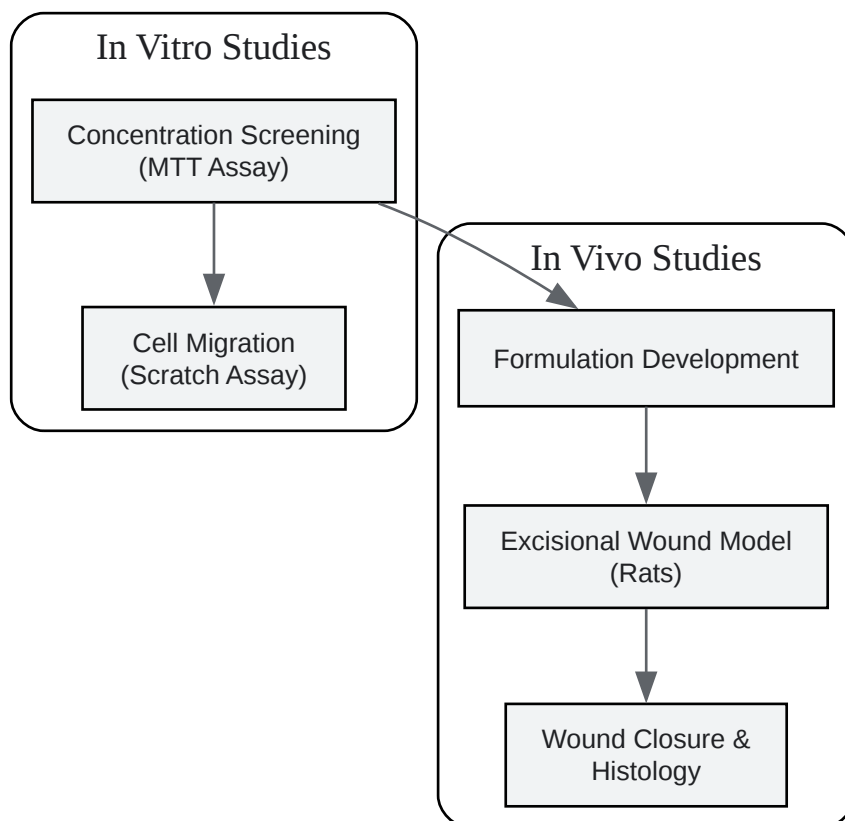 In Vitro Studies
Concentration Screening
(MTT Assay)
Cell Migration
(Scratch Assay)
In Vivo Studies
Formulation Development
Excisional Wound Model
(Rats)
Wound Closure &
Histology